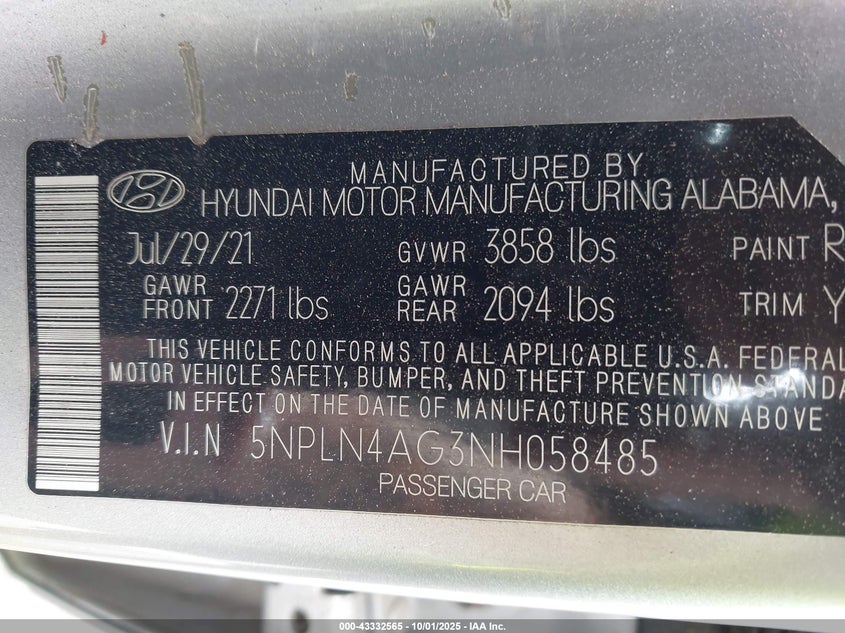 MANUFACTURED BY
HYUNDAI MOTOR MANUFACTURING ALABAMA,
Jul/29/21 GVWR 3858 lbs PAINT R
GAWR FRONT 2271 lbs GAWR REAR 2094 lbs TRIM Y
THIS VEHICLE CONFORMS TO ALL APPLICABLE U.S.A. FEDERAL
MOTOR VEHICLE SAFETY, BUMPER, AND THEFT PREVENTION STANDA
IN EFFECT ON THE DATE OF MANUFACTURE SHOWN ABOVE
V.I.N 5NPLN4AG3NH058485
PASSENGER CAR
000-43332565 • 10/01/2025 • IAA Inc.